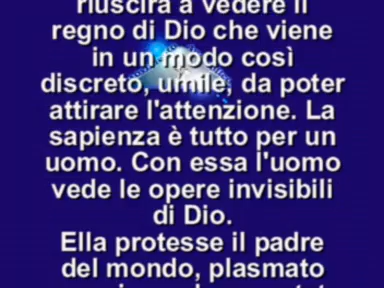 riuscirà a vedere il
regno di Dio che viene
in un modo così
discreto, umile, da poter
attirare l'attenzione. La
sapienza è tutto per un
uomo. Con essa l'uomo
vede le opere invisibili
di Dio.
Ella protesse il padre
del mondo, plasmato